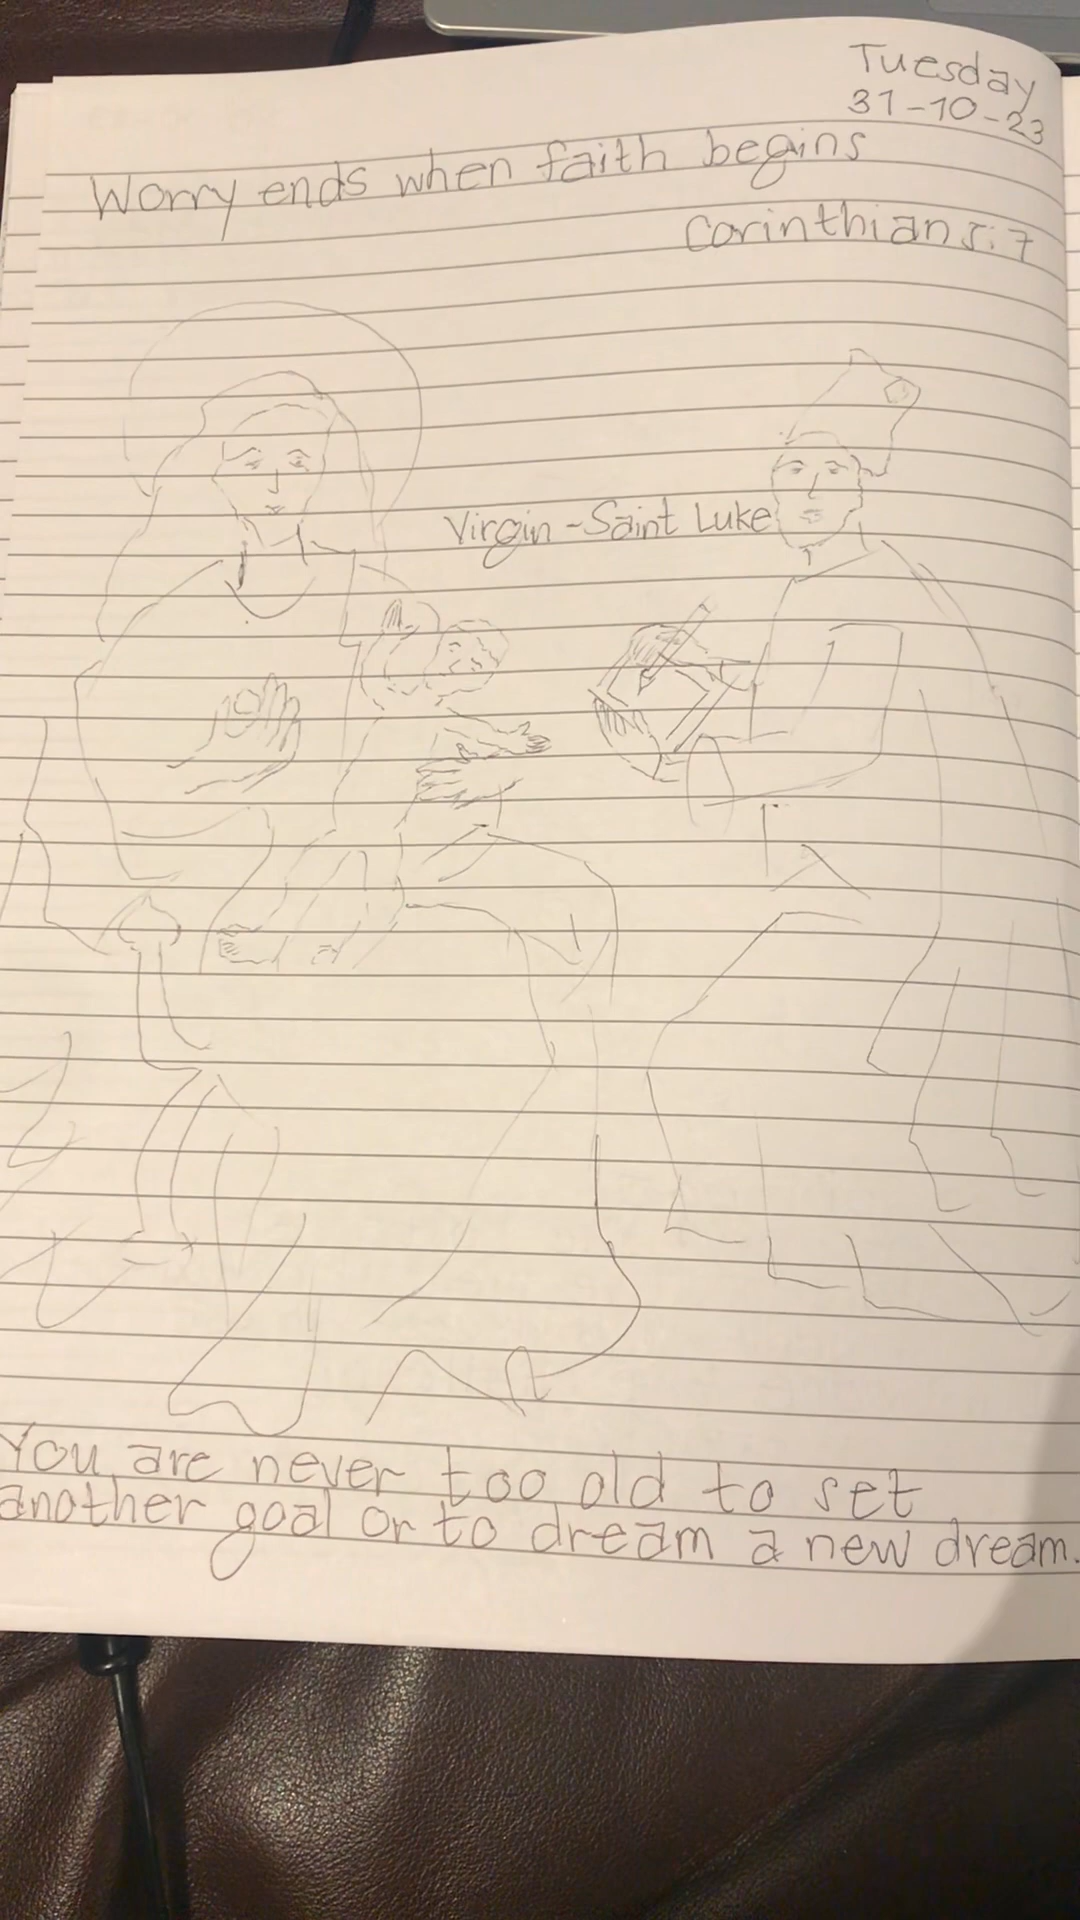 Tuesday
31-10-23
Worry ends when faith begins
Corinthians:7
Virgin-Saint Luke
You are never too old to set
another goal or to dream a new dream.